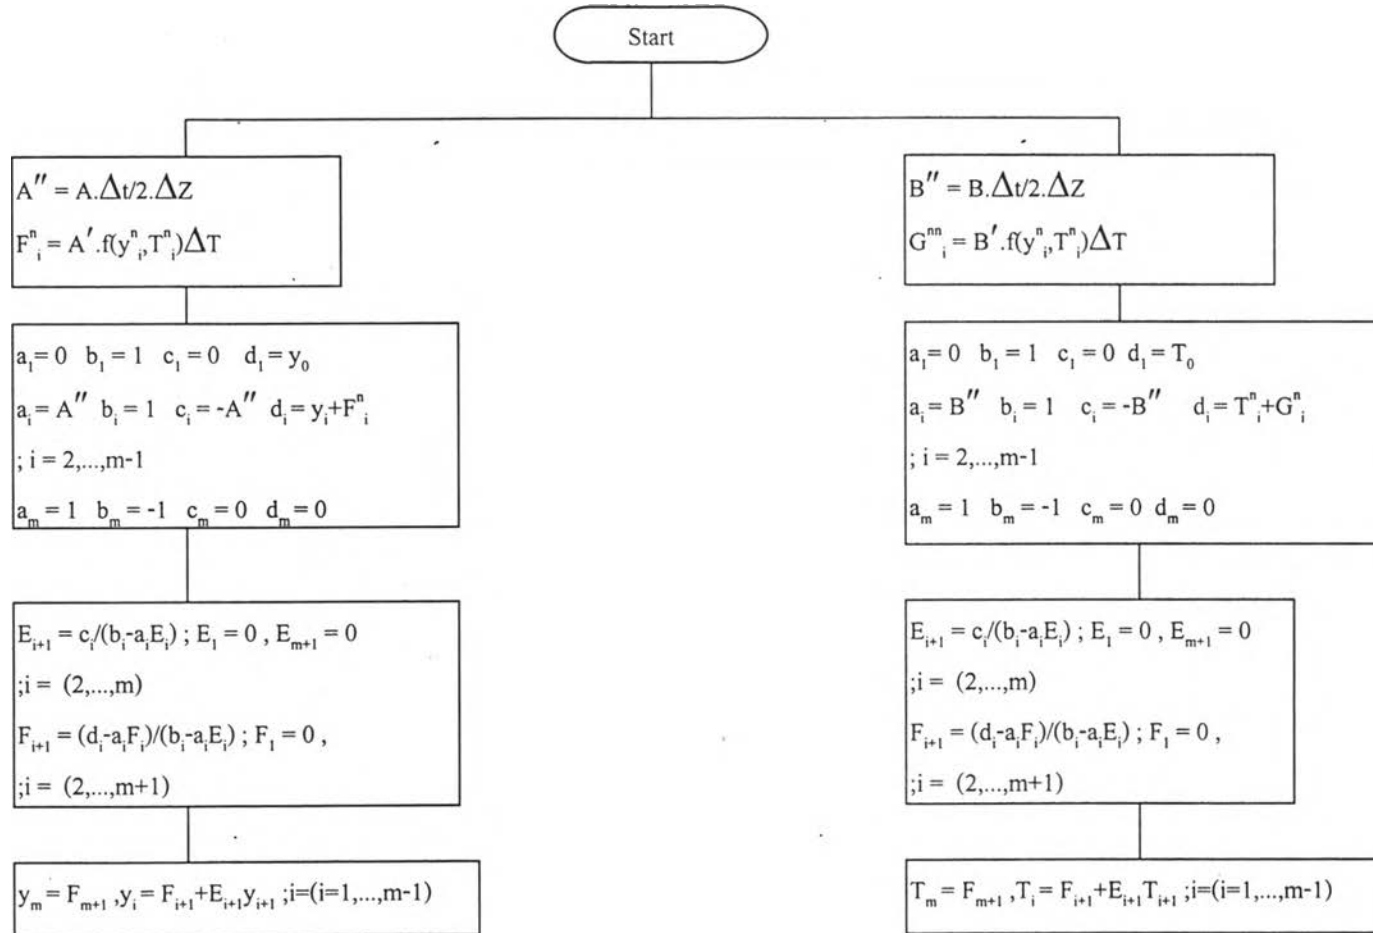 Start
A″ = A.Δt/2.ΔZ
Fⁿᵢ = A′.f(yⁿᵢ,Tⁿᵢ)ΔT
a₁= 0 b₁ = 1 c₁ = 0 d₁ = y₀
aᵢ = A″ bᵢ = 1 cᵢ = -A″ dᵢ = yᵢ+Fⁿᵢ
; i = 2,...,m-1
aₘ = 1 bₘ = -1 cₘ = 0 dₘ = 0
Eᵢ₊₁ = cᵢ/(bᵢ-aᵢEᵢ) ; E₁ = 0 , Eₘ₊₁ = 0
;i = (2,...,m)
Fᵢ₊₁ = (dᵢ-aᵢFᵢ)/(bᵢ-aᵢEᵢ) ; F₁ = 0 ,
;i = (2,...,m+1)
yₘ = Fₘ₊₁ ,yᵢ = Fᵢ₊₁+Eᵢ₊₁yᵢ₊₁ ;i=(i=1,...,m-1)
B″ = B.Δt/2.ΔZ
Gⁿⁿᵢ = B′.f(yⁿᵢ,Tⁿᵢ)ΔT
a₁= 0 b₁ = 1 c₁ = 0 d₁ = T₀
aᵢ = B″ bᵢ = 1 cᵢ = -B″ dᵢ = Tⁿᵢ+Gⁿᵢ
; i = 2,...,m-1
aₘ = 1 bₘ = -1 cₘ = 0 dₘ = 0
Eᵢ₊₁ = cᵢ/(bᵢ-aᵢEᵢ) ; E₁ = 0 , Eₘ₊₁ = 0
;i = (2,...,m)
Fᵢ₊₁ = (dᵢ-aᵢFᵢ)/(bᵢ-aᵢEᵢ) ; F₁ = 0 ,
;i = (2,...,m+1)
Tₘ = Fₘ₊₁ ,Tᵢ = Fᵢ₊₁+Eᵢ₊₁Tᵢ₊₁ ;i=(i=1,...,m-1)